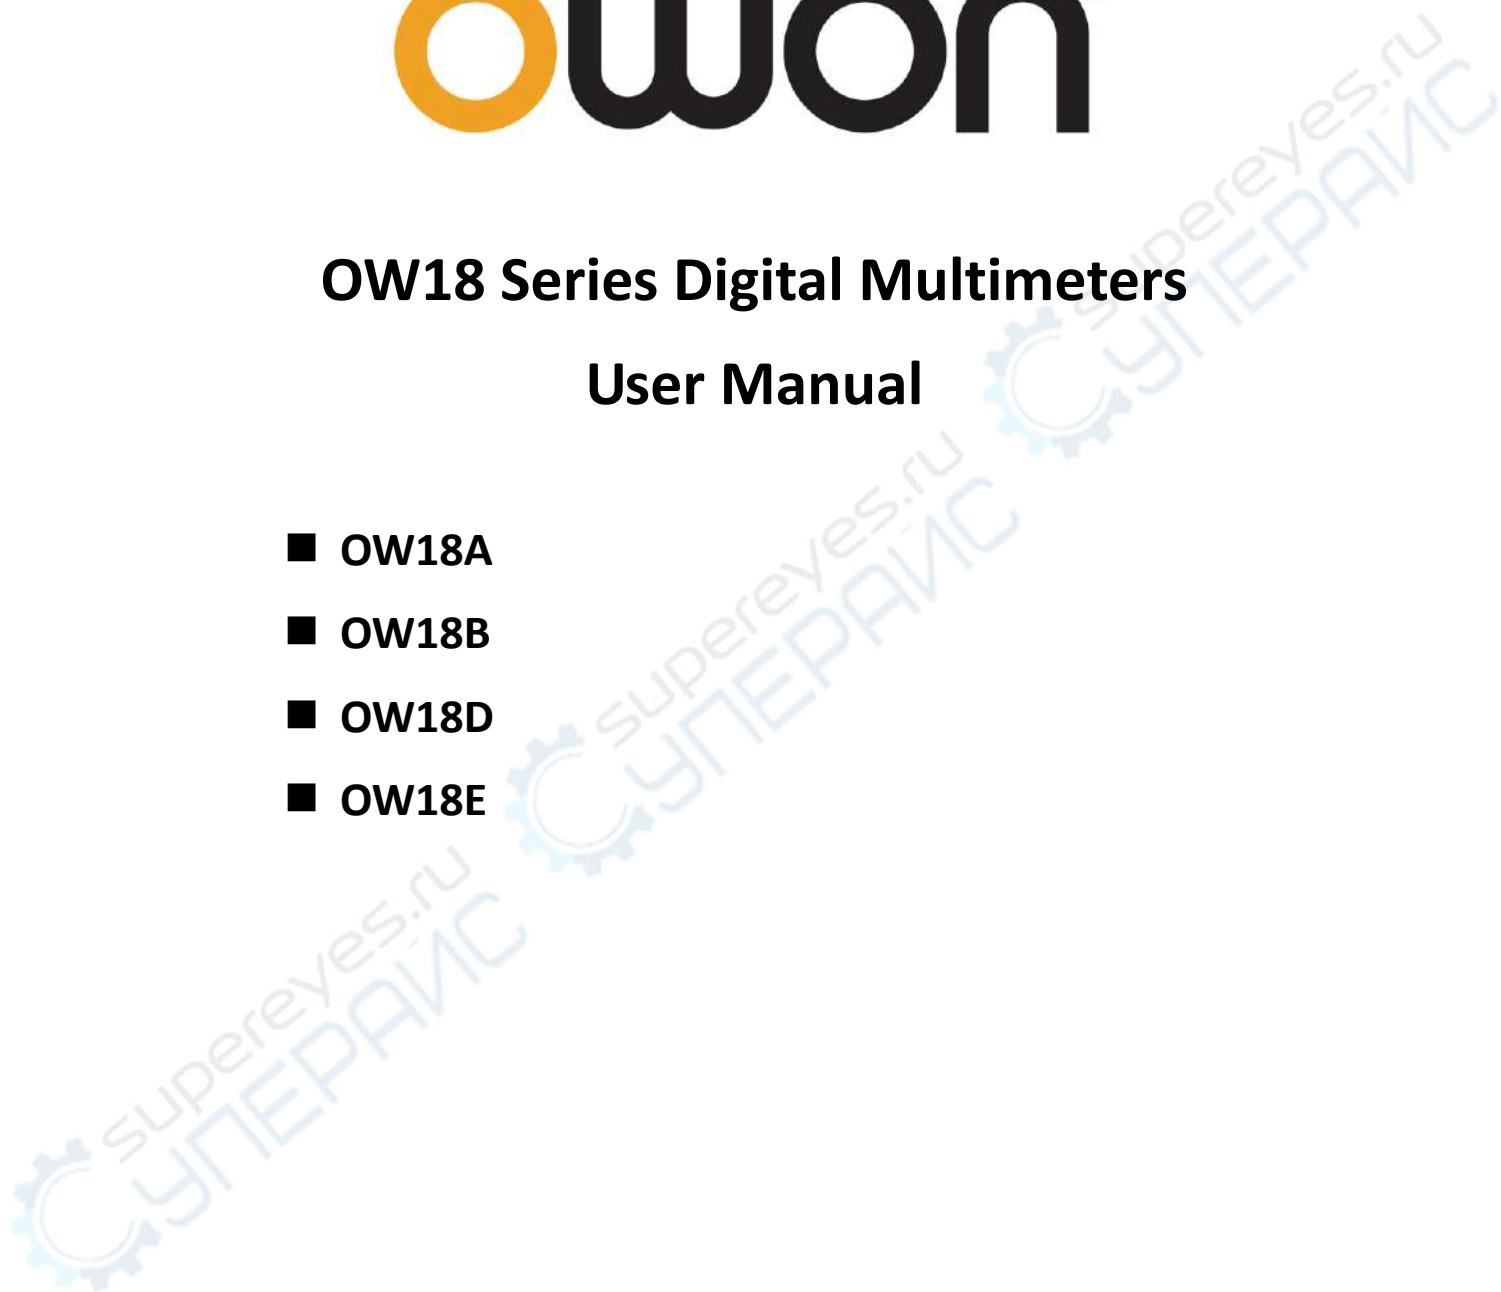 owon
OW18 Series Digital Multimeters
User Manual
■ OW18A
■ OW18B
■ OW18D
■ OW18E
supereyes.ru
СУПЕРАЙС
supereyes.ru
СУПЕРАЙС
supereyes.ru
СУПЕРАЙС